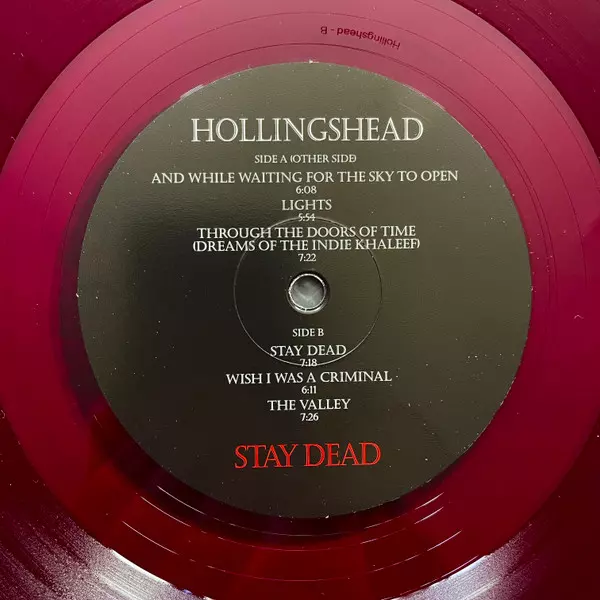 Hollingshead - B
HOLLINGSHEAD
SIDE A (OTHER SIDE)
AND WHILE WAITING FOR THE SKY TO OPEN
6:08
LIGHTS
5:54
THROUGH THE DOORS OF TIME
(DREAMS OF THE INDIE KHALEEF)
7:22
SIDE B
STAY DEAD
7:18
WISH I WAS A CRIMINAL
6:11
THE VALLEY
7:26
STAY DEAD